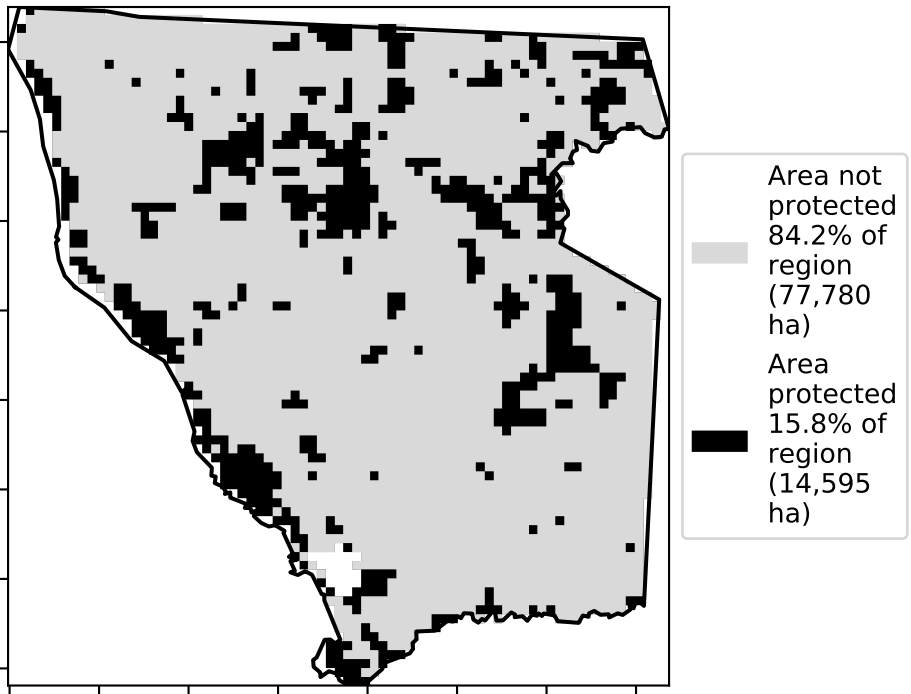 Area not
protected
84.2% of
region
(77,780
ha)
Area
protected
15.8% of
region
(14,595
ha)